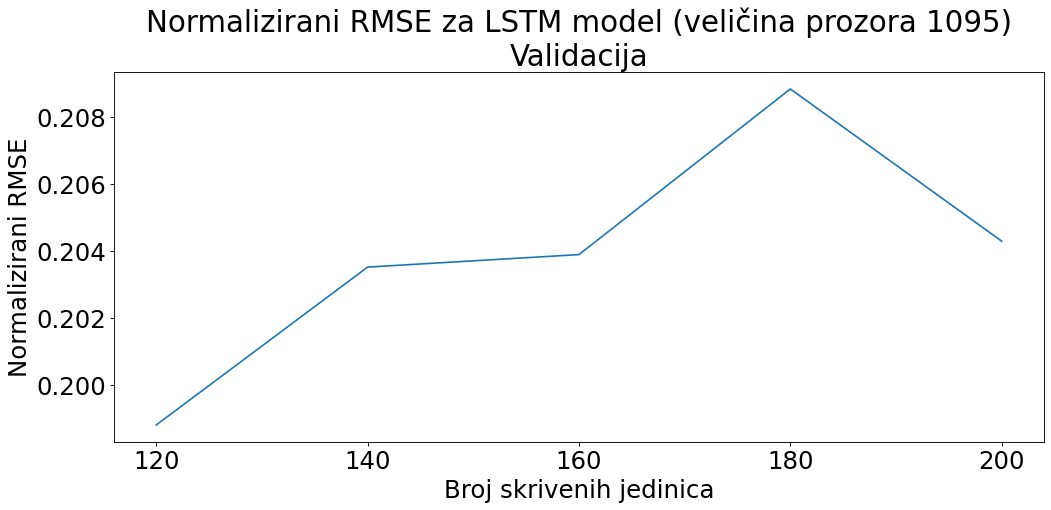 Normalizirani RMSE za LSTM model (veličina prozora 1095)
Validacija
Normalizirani RMSE
0.208
0.206
0.204
0.202
0.200
120 140 160 180 200
Broj skrivenih jedinica